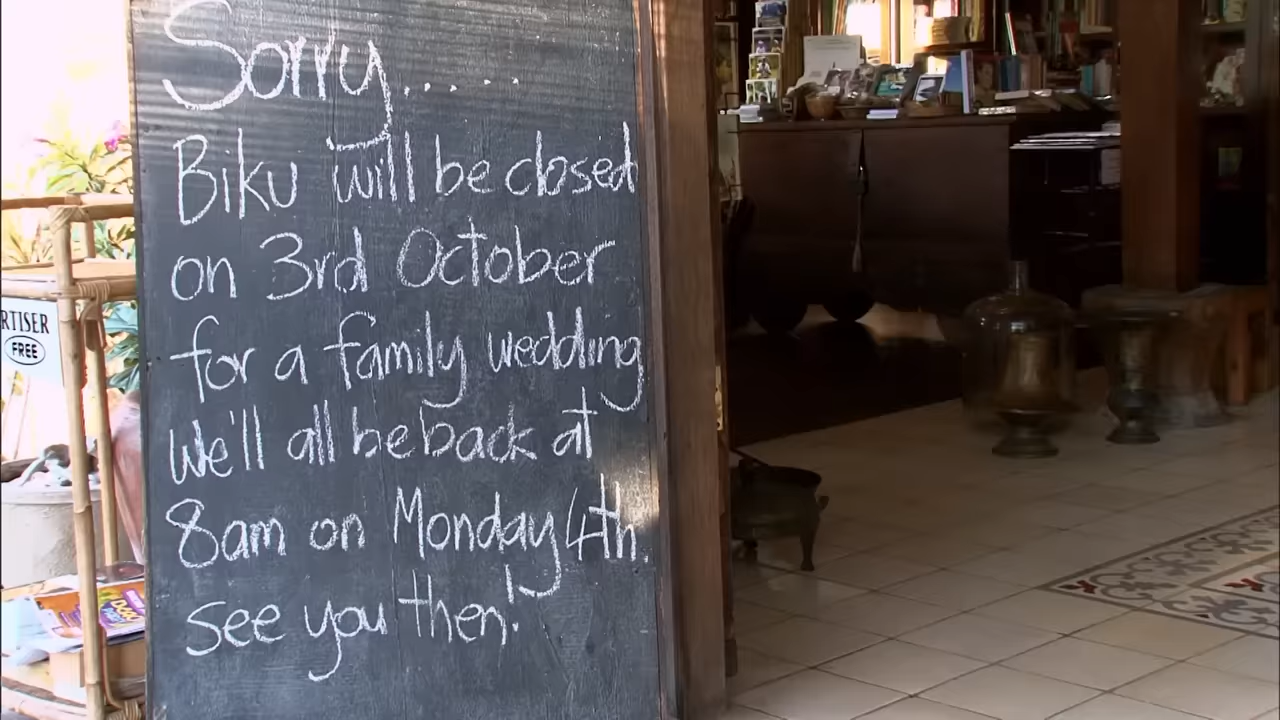 Sorry.....
Biku will be closed
on 3rd October
for a family wedding
We'll all be back at
8am on Monday 4th.
see you then!
RTISER
FREE